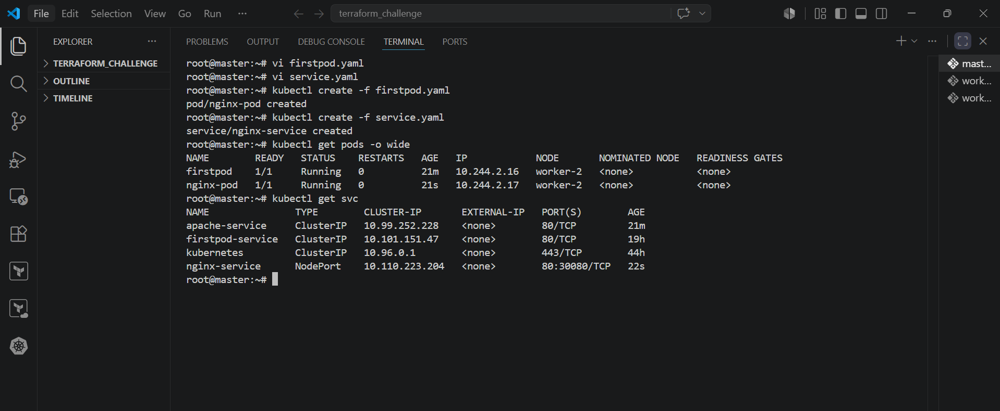 File Edit Selection View Go Run ··· terraform_challenge
EXPLORER ···
TERRAFORM_CHALLENGE
OUTLINE
TIMELINE
PROBLEMS OUTPUT DEBUG CONSOLE TERMINAL PORTS
root@master:~# vi firstpod.yaml
root@master:~# vi service.yaml
root@master:~# kubectl create -f firstpod.yaml
pod/nginx-pod created
root@master:~# kubectl create -f service.yaml
service/nginx-service created
root@master:~# kubectl get pods -o wide
NAME READY STATUS RESTARTS AGE IP NODE NOMINATED NODE READINESS GATES
firstpod 1/1 Running 0 21m 10.244.2.16 worker-2 <none> <none>
nginx-pod 1/1 Running 0 21s 10.244.2.17 worker-2 <none> <none>
root@master:~# kubectl get svc
NAME TYPE CLUSTER-IP EXTERNAL-IP PORT(S) AGE
apache-service ClusterIP 10.99.252.228 <none> 80/TCP 21m
firstpod-service ClusterIP 10.101.151.47 <none> 80/TCP 19h
kubernetes ClusterIP 10.96.0.1 <none> 443/TCP 44h
nginx-service NodePort 10.110.223.204 <none> 80:30080/TCP 22s
root@master:~#
mast...
work...
work...